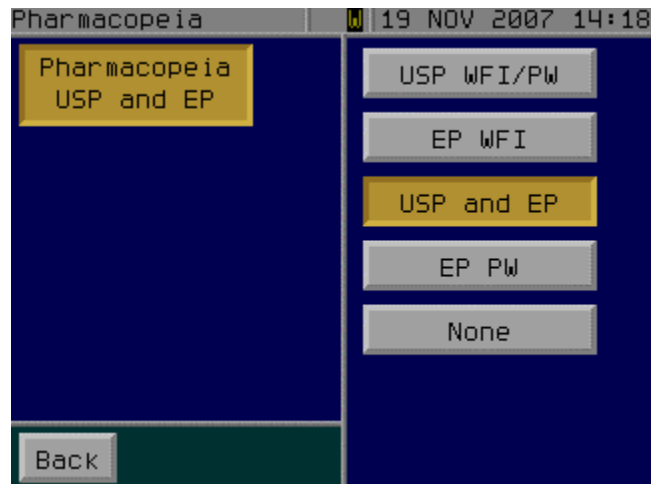 Pharmacopeia
W 19 NOV 2007 14:18
Pharmacopeia
USP and EP
USP WFI/PW
EP WFI
USP and EP
EP PW
None
Back